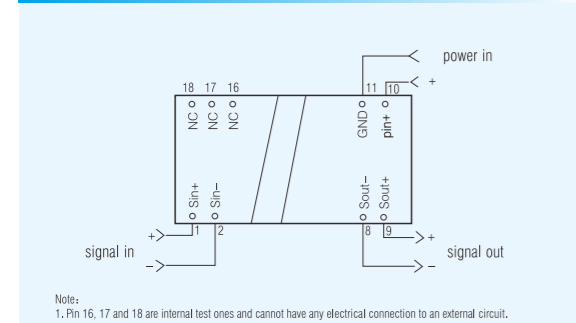 power in
18 17 16 11 10 +
NC NC NC GND pin+
Sin+ Sin− Sout− Sout+
+ 1 2 8 9 +
signal in signal out
− −
Note:
1. Pin 16, 17 and 18 are internal test ones and cannot have any electrical connection to an external circuit.